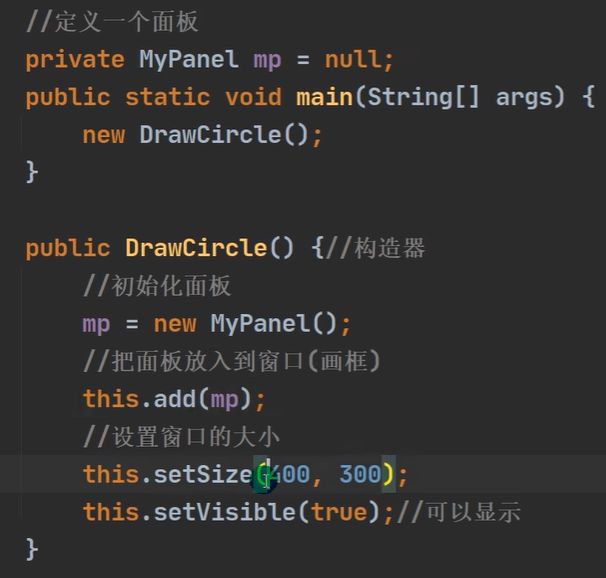 //定义一个面板
private MyPanel mp = null;
public static void main(String[] args) {
new DrawCircle();
}
public DrawCircle() {//构造器
//初始化面板
mp = new MyPanel();
//把面板放入到窗口(画框)
this.add(mp);
//设置窗口的大小
this.setSize(400, 300);
this.setVisible(true);//可以显示
}